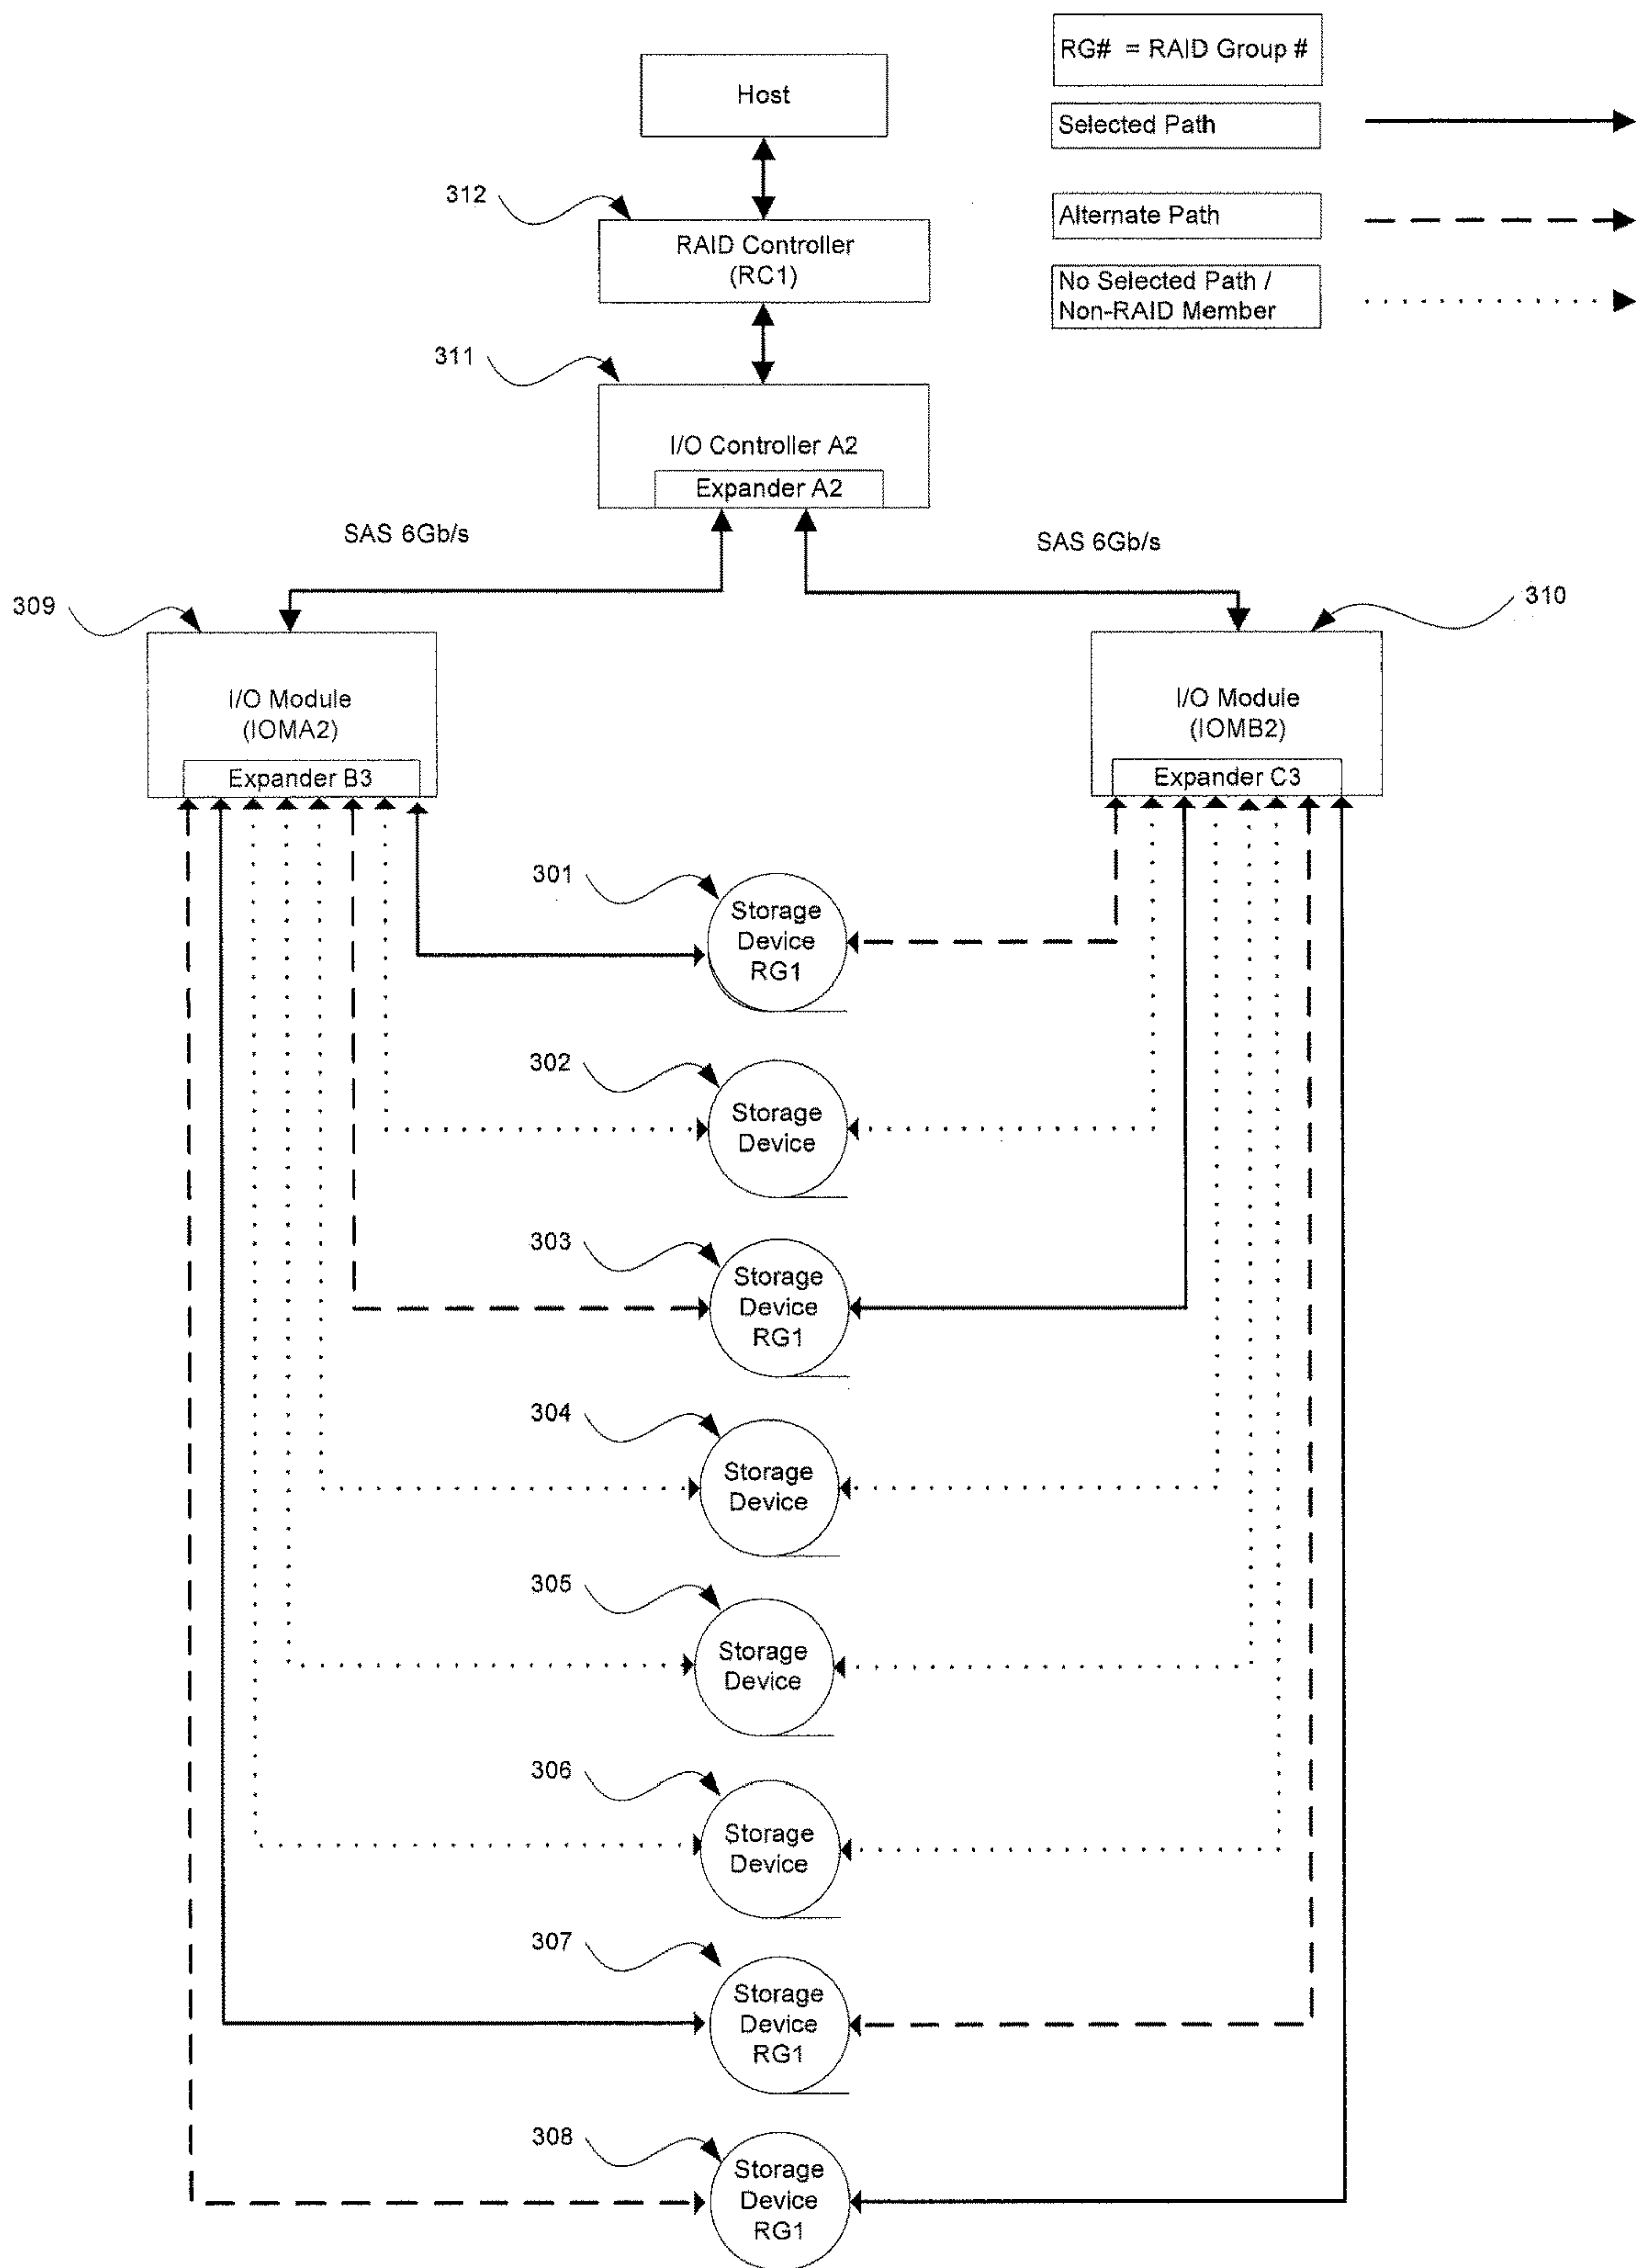 RG# = RAID Group #
Host
Selected Path
312
Alternate Path
RAID Controller
(RC1)
No Selected Path /
Non-RAID Member
311
I/O Controller A2
Expander A2
SAS 6Gb/s
SAS 6Gb/s
309
310
I/O Module
(IOMA2)
Expander B3
I/O Module
(IOMB2)
Expander C3
301
Storage
Device
RG1
302
Storage
Device
303
Storage
Device
RG1
304
Storage
Device
305
Storage
Device
306
Storage
Device
307
Storage
Device
RG1
308
Storage
Device
RG1